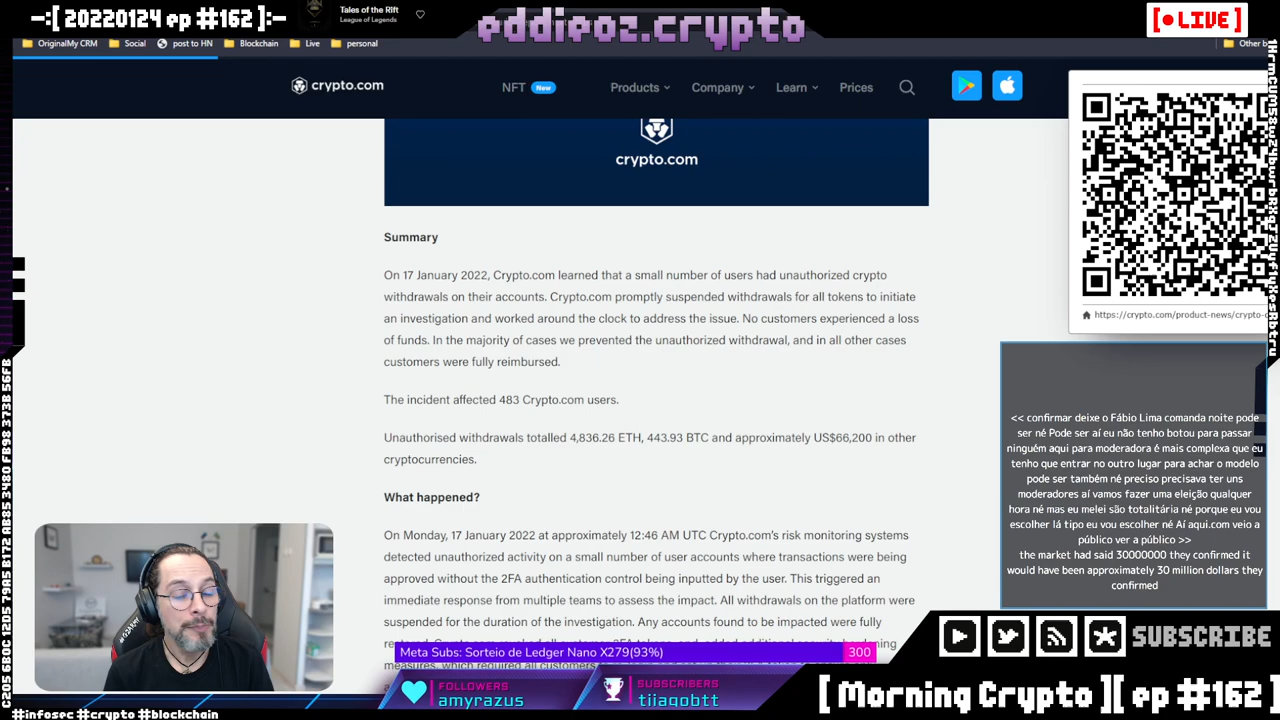 -:[ 20220124 ep #162 ]:-
Tales of the Rift
League of Legends
eddieoz.crypto
[● LIVE ]
OriginalMy CRM
Social
post to HN
Blockchain
Live
personal
Other b
crypto.com
NFT New
Products
Company
Learn
Prices
crypto.com
https://crypto.com/product-news/crypto-c
Summary
On 17 January 2022, Crypto.com learned that a small number of users had unauthorized crypto
withdrawals on their accounts. Crypto.com promptly suspended withdrawals for all tokens to initiate
an investigation and worked around the clock to address the issue. No customers experienced a loss
of funds. In the majority of cases we prevented the unauthorized withdrawal, and in all other cases
customers were fully reimbursed.
The incident affected 483 Crypto.com users.
Unauthorised withdrawals totalled 4,836.26 ETH, 443.93 BTC and approximately US$66,200 in other
cryptocurrencies.
What happened?
On Monday, 17 January 2022 at approximately 12:46 AM UTC Crypto.com's risk monitoring systems
detected unauthorized activity on a small number of user accounts where transactions were being
approved without the 2FA authentication control being inputted by the user. This triggered an
immediate response from multiple teams to assess the impact. All withdrawals on the platform were
suspended for the duration of the investigation. Any accounts found to be impacted were fully
measures, which required all customers
<< confirmar deixe o Fábio Lima comanda noite pode
ser né Pode ser aí eu não tenho botou para passar
ninguém aqui para moderadora é mais complexa que eu
tenho que entrar no outro lugar para achar o modelo
pode ser também né preciso precisava ter uns
moderadores aí vamos fazer uma eleição qualquer
hora né mas eu melei são totalitária né porque eu vou
escolher lá tipo eu vou escolher né Aí aqui.com veio a
público ver a público >>
the market had said 30000000 they confirmed it
would have been approximately 30 million dollars they
confirmed
Meta Subs: Sorteio de Ledger Nano X279(93%)
300
FOLLOWERS
amyrazus
SUBSCRIBERS
tiiagobtt
SUBSCRIBE
[ Morning Crypto ][ ep #162 ]
#infosec #crypto #blockchain
CE05 5B0C 12D5 79A5 B172 AB85 3480 FB98 373B 56FB